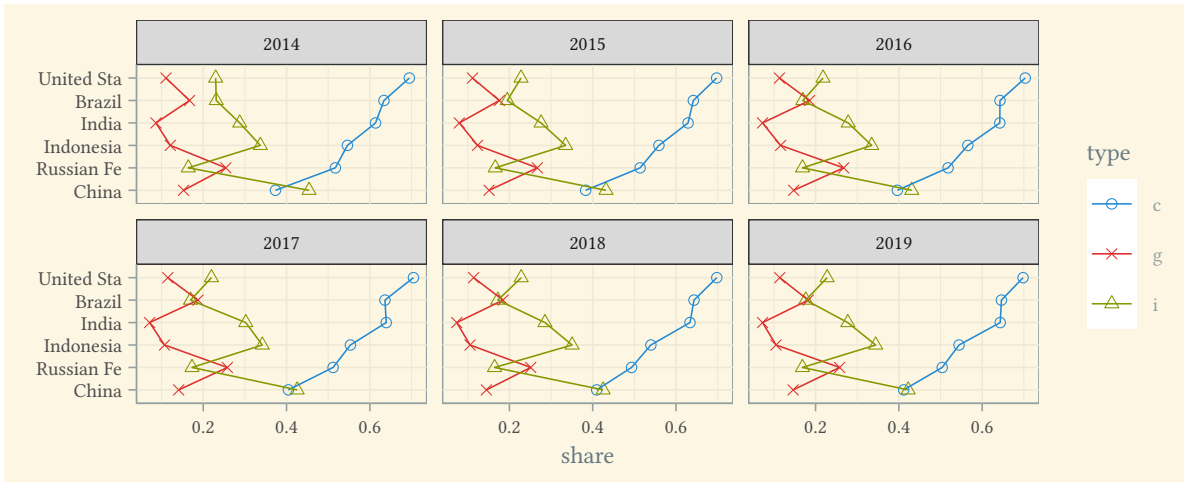 2014 2015 2016
United Sta
Brazil
India
Indonesia
Russian Fe
China
type
c
g
i
2017 2018 2019
United Sta
Brazil
India
Indonesia
Russian Fe
China
0.2 0.4 0.6 0.2 0.4 0.6 0.2 0.4 0.6
share